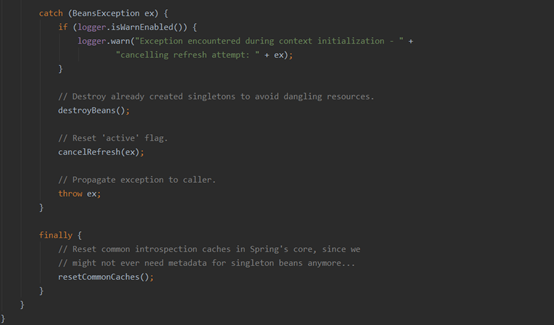 catch (BeansException ex) {
if (logger.isWarnEnabled()) {
logger.warn("Exception encountered during context initialization - " +
"cancelling refresh attempt: " + ex);
}
// Destroy already created singletons to avoid dangling resources.
destroyBeans();
// Reset 'active' flag.
cancelRefresh(ex);
// Propagate exception to caller.
throw ex;
}
finally {
// Reset common introspection caches in Spring's core, since we
// might not ever need metadata for singleton beans anymore...
resetCommonCaches();
}
}
}